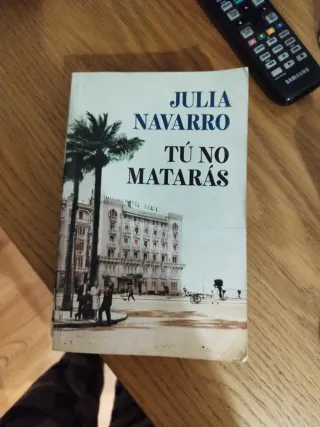 SAMSUNG
JULIA
NAVARRO
TÚ NO
MATARÁS